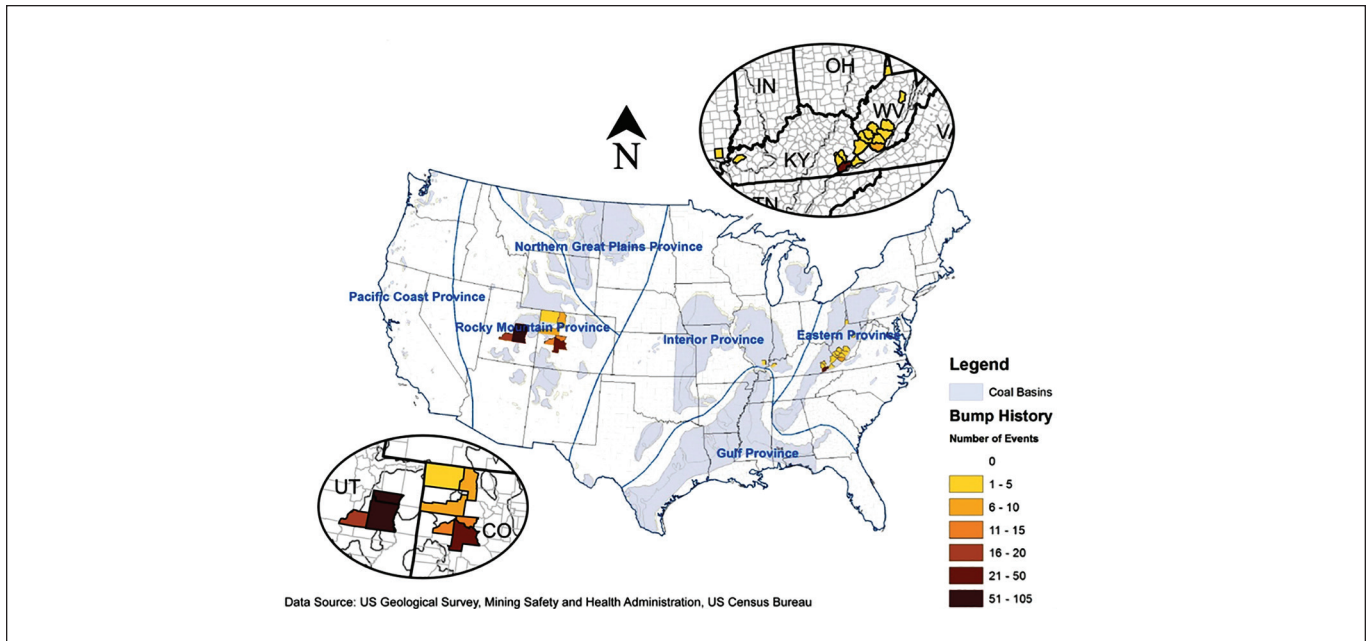 OH
IN
WV
VA
KY
TN
N
Northern Great Plains Province
Pacific Coast Province
Rocky Mountain Province
Interior Province
Eastern Province
Gulf Province
UT
CO
Legend
Coal Basins
Bump History
Number of Events
0
1 - 5
6 - 10
11 - 15
16 - 20
21 - 50
51 - 105
Data Source: US Geological Survey, Mining Safety and Health Administration, US Census Bureau